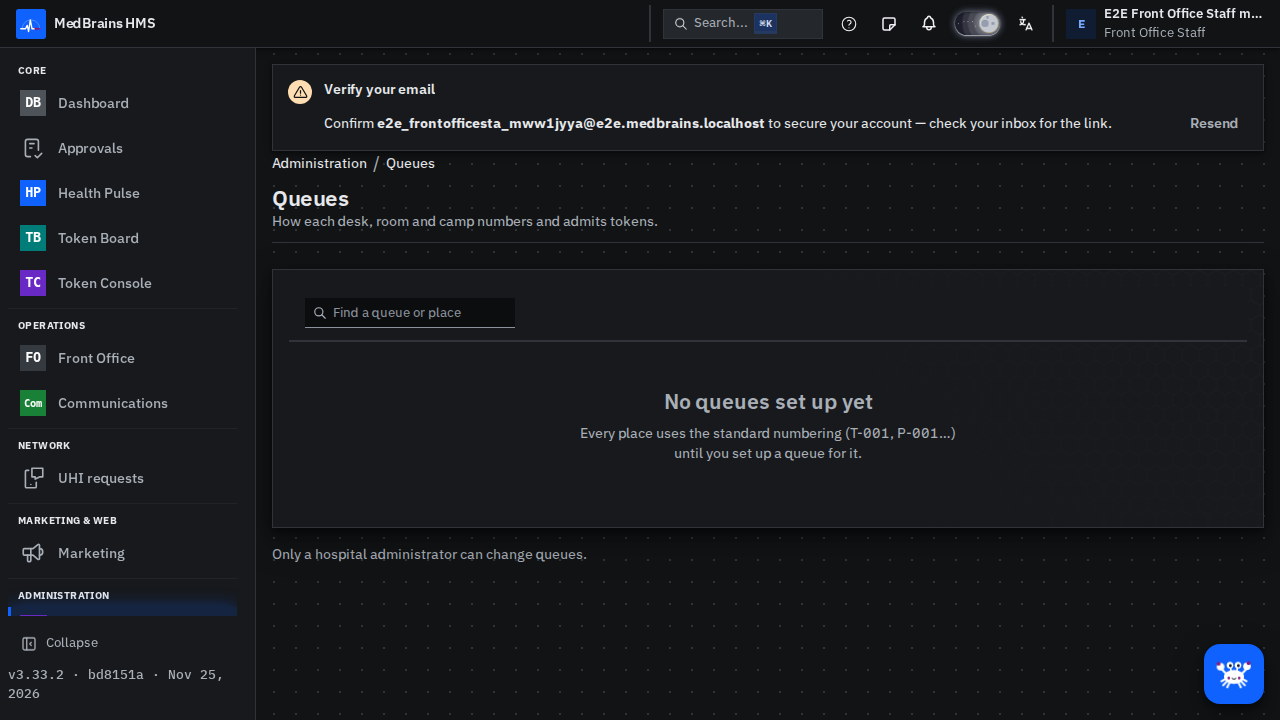 MedBrains HMS
Search...
⌘K
E
E2E Front Office Staff m...
Front Office Staff
CORE
DB
Dashboard
Approvals
HP
Health Pulse
TB
Token Board
TC
Token Console
OPERATIONS
FO
Front Office
Com
Communications
NETWORK
UHI requests
MARKETING & WEB
Marketing
ADMINISTRATION
Collapse
v3.33.2 · bd8151a · Nov 25,
2026
Verify your email
Confirm e2e_frontofficesta_mww1jyya@e2e.medbrains.localhost to secure your account — check your inbox for the link.
Resend
Administration / Queues
Queues
How each desk, room and camp numbers and admits tokens.
Find a queue or place
No queues set up yet
Every place uses the standard numbering (T-001, P-001…)
until you set up a queue for it.
Only a hospital administrator can change queues.